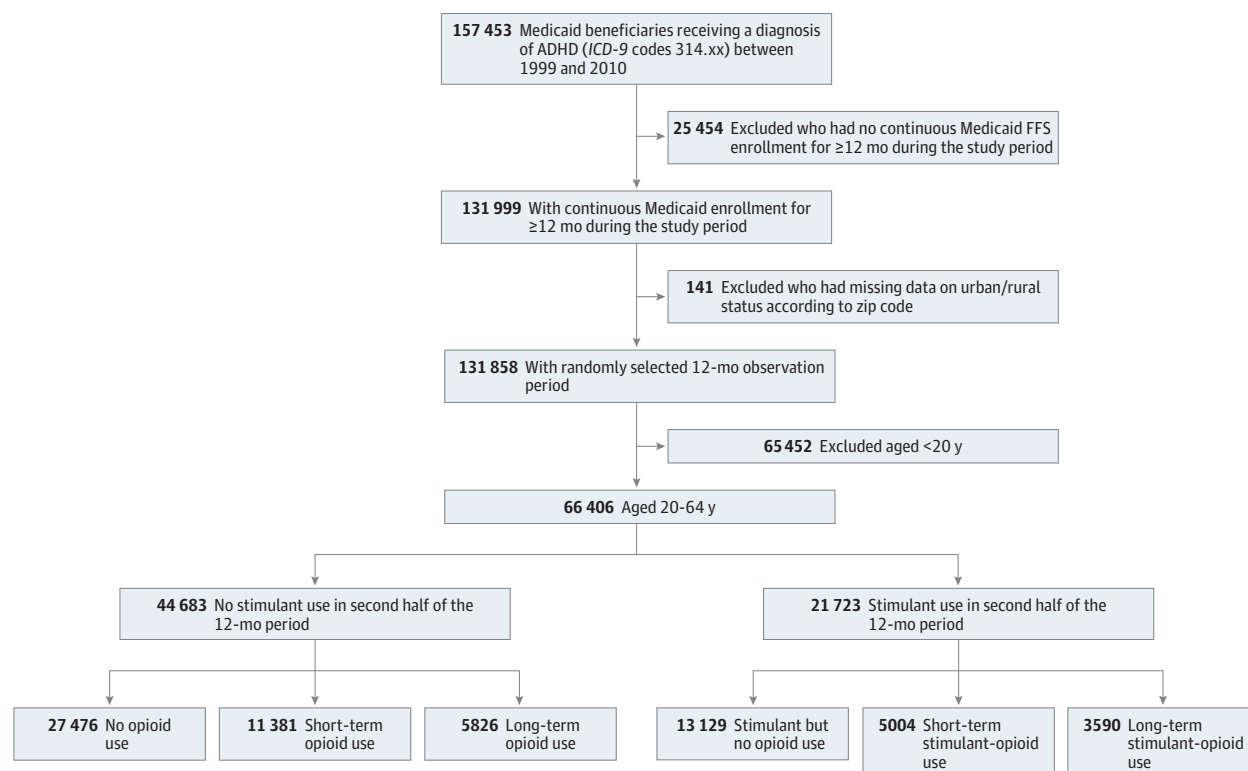 157 453 Medicaid beneficiaries receiving a diagnosis
of ADHD (ICD-9 codes 314.xx) between
1999 and 2010
25 454 Excluded who had no continuous Medicaid FFS
enrollment for ≥12 mo during the study period
131 999 With continuous Medicaid enrollment for
≥12 mo during the study period
141 Excluded who had missing data on urban/rural
status according to zip code
131 858 With randomly selected 12-mo observation
period
65 452 Excluded aged <20 y
66 406 Aged 20-64 y
44 683 No stimulant use in second half of the
12-mo period
21 723 Stimulant use in second half of the
12-mo period
27 476 No opioid
use
11 381 Short-term
opioid use
5826 Long-term
opioid use
13 129 Stimulant but
no opioid use
5004 Short-term
stimulant-opioid
use
3590 Long-term
stimulant-opioid
use